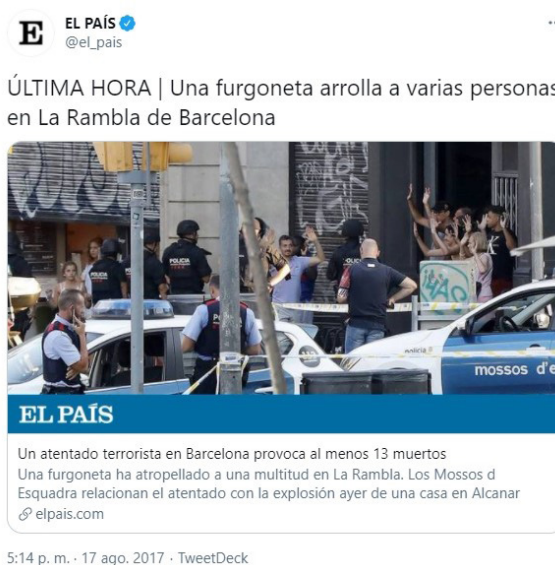 EL PAÍS
@el_pais
ÚLTIMA HORA | Una furgoneta arrolla a varias personas
en La Rambla de Barcelona
POLICIA
POLICIA
mossos d'e
EL PAÍS
Un atentado terrorista en Barcelona provoca al menos 13 muertos
Una furgoneta ha atropellado a una multitud en La Rambla. Los Mossos d
Esquadra relacionan el atentado con la explosión ayer de una casa en Alcanar
elpais.com
5:14 p. m. · 17 ago. 2017 · TweetDeck